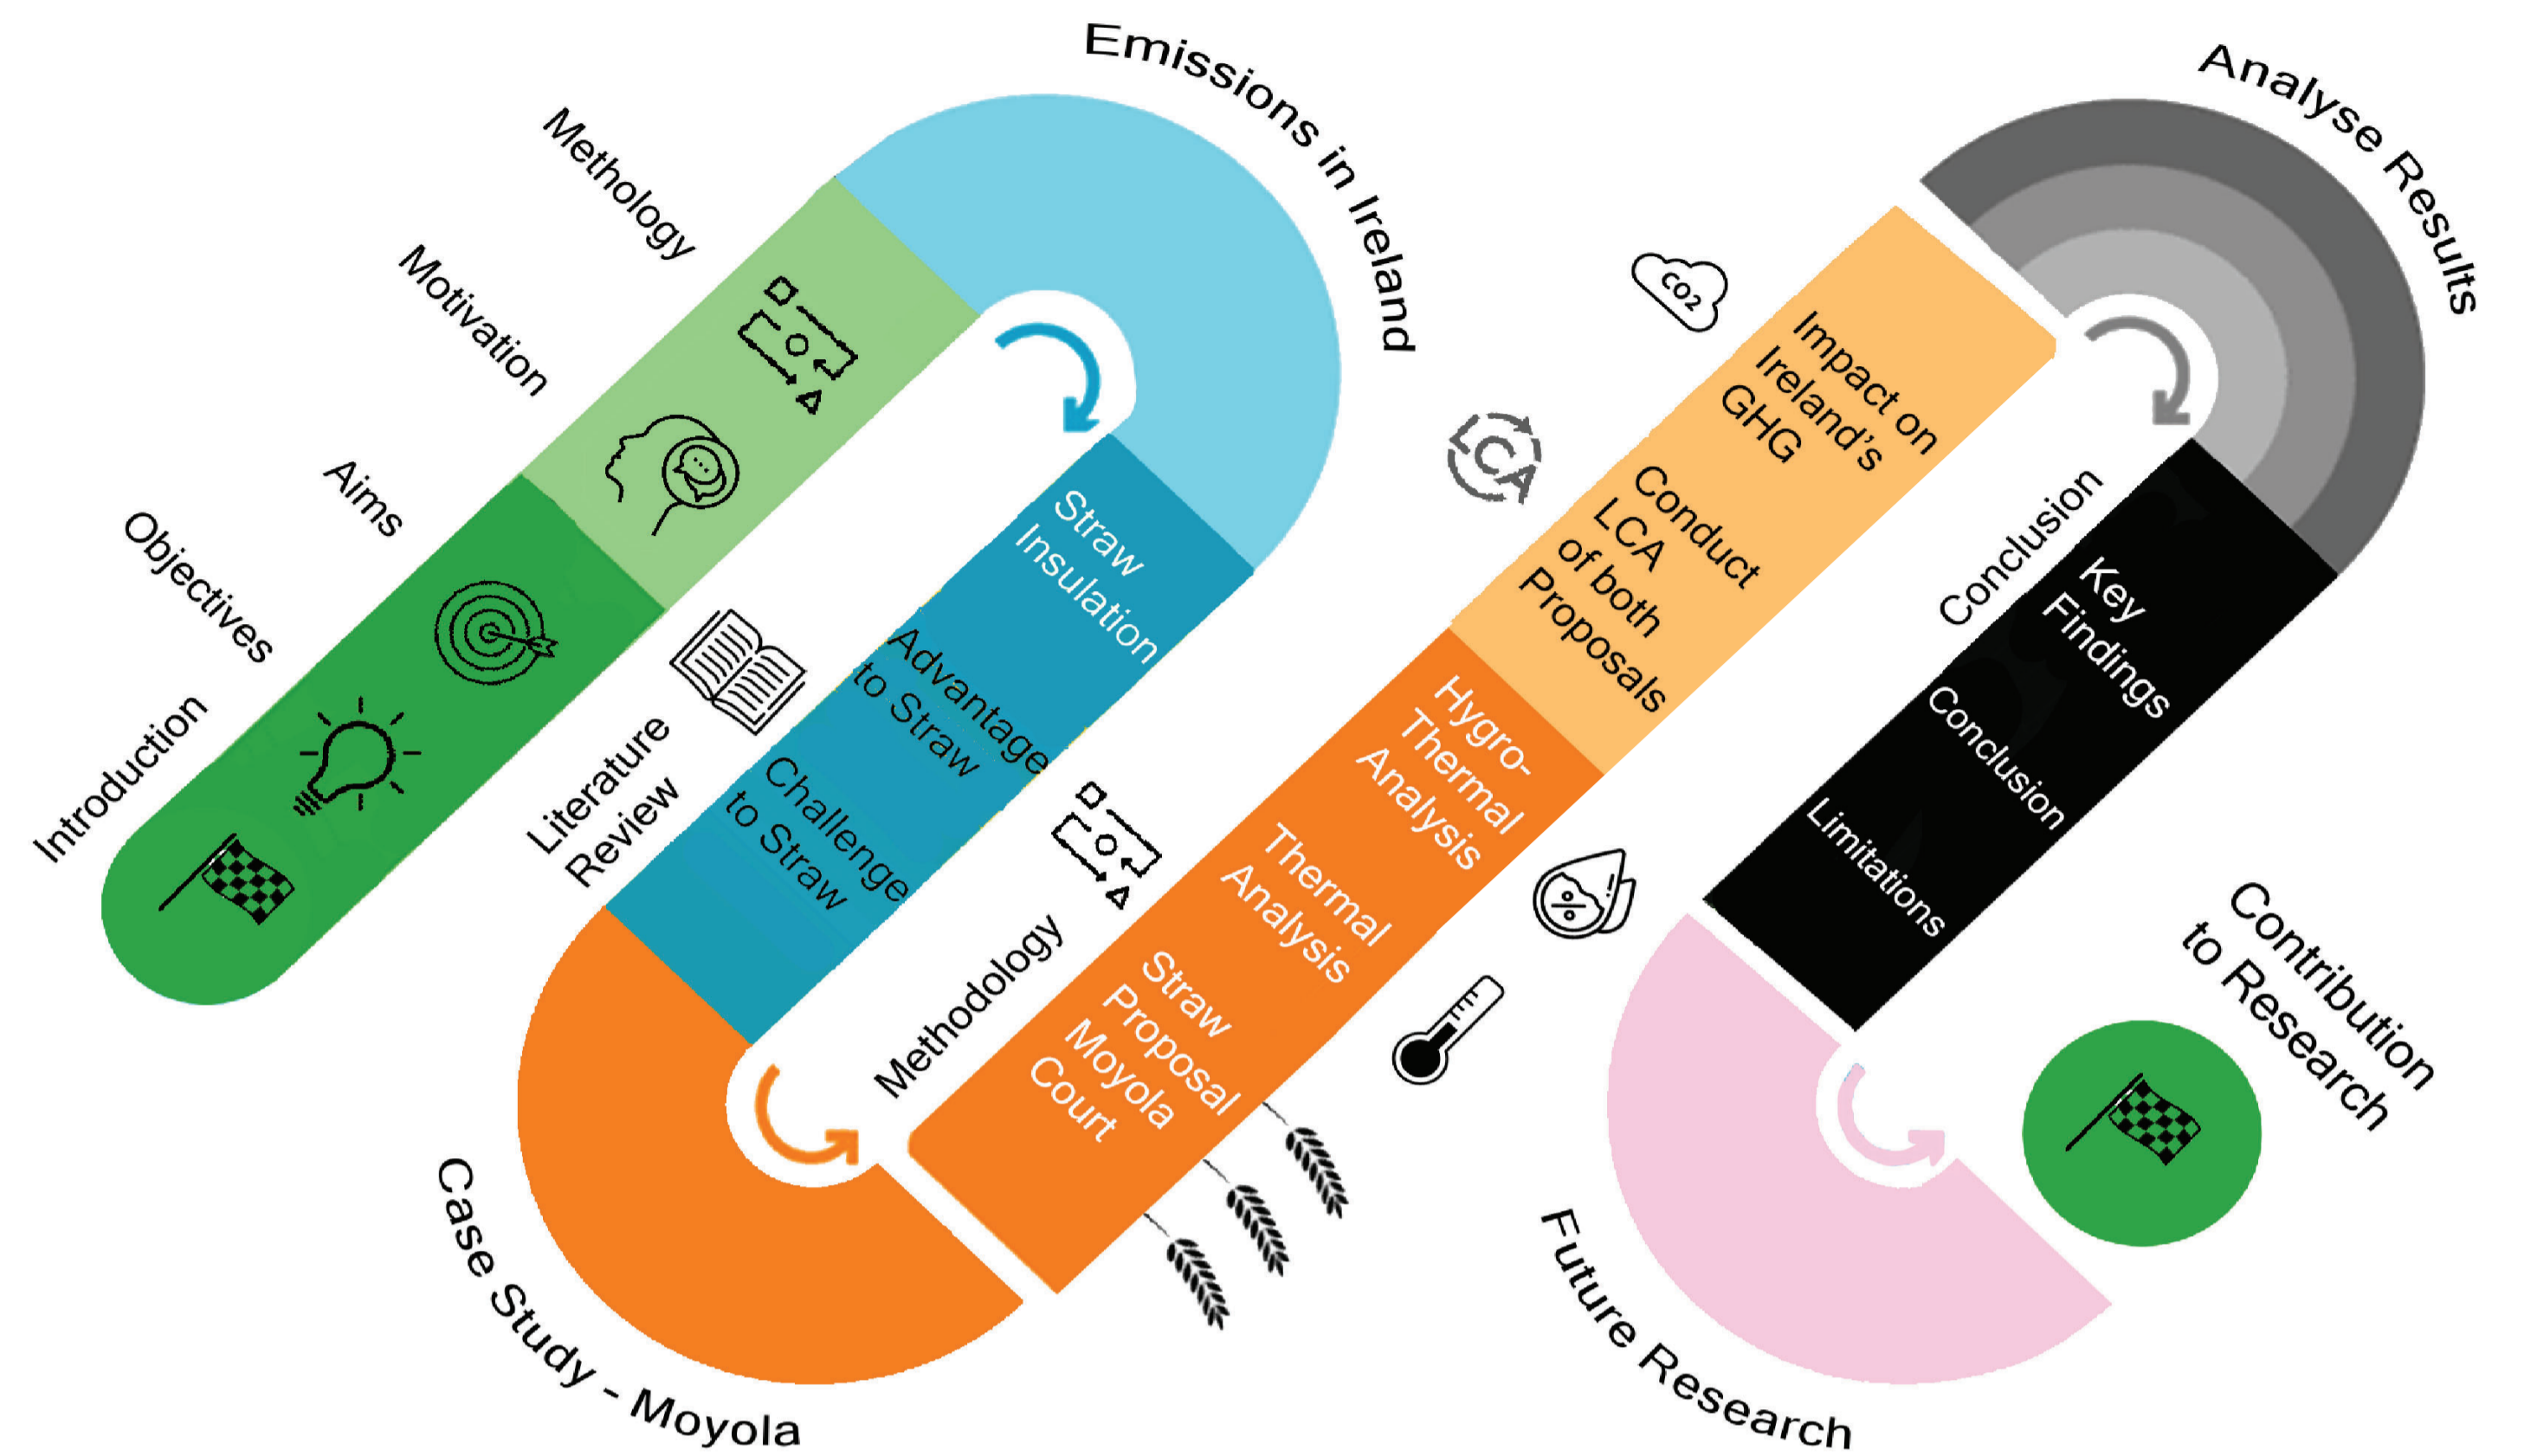 Introduction
Objectives
Aims
Motivation
Methology
Emissions in Ireland
Literature
Review
Straw
Insulation
Advantage
to Straw
Challenge
to Straw
Case Study - Moyola
Methodology
Straw
Proposal
Moyola
Court
Thermal
Analysis
Hygro-
Thermal
Analysis
LCA
Conduct
LCA
of both
Proposals
CO2
Impact on
Ireland's
GHG
Analyse Results
Conclusion
Key
Findings
Conclusion
Limitations
%
Future Research
Contribution
to Research